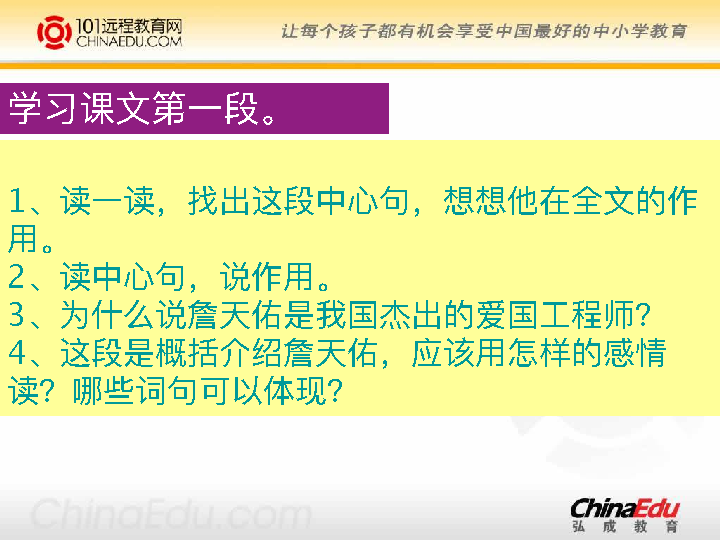 101远程教育网
CHINAEDU.COM
让每个孩子都有机会享受中国最好的中小学教育
学习课文第一段。
1、读一读，找出这段中心句，想想他在全文的作
用。
2、读中心句，说作用。
3、为什么说詹天佑是我国杰出的爱国工程师？
4、这段是概括介绍詹天佑，应该用怎样的感情
读？哪些词句可以体现？
ChinaEdu.com
ChinaEdu
弘成教育